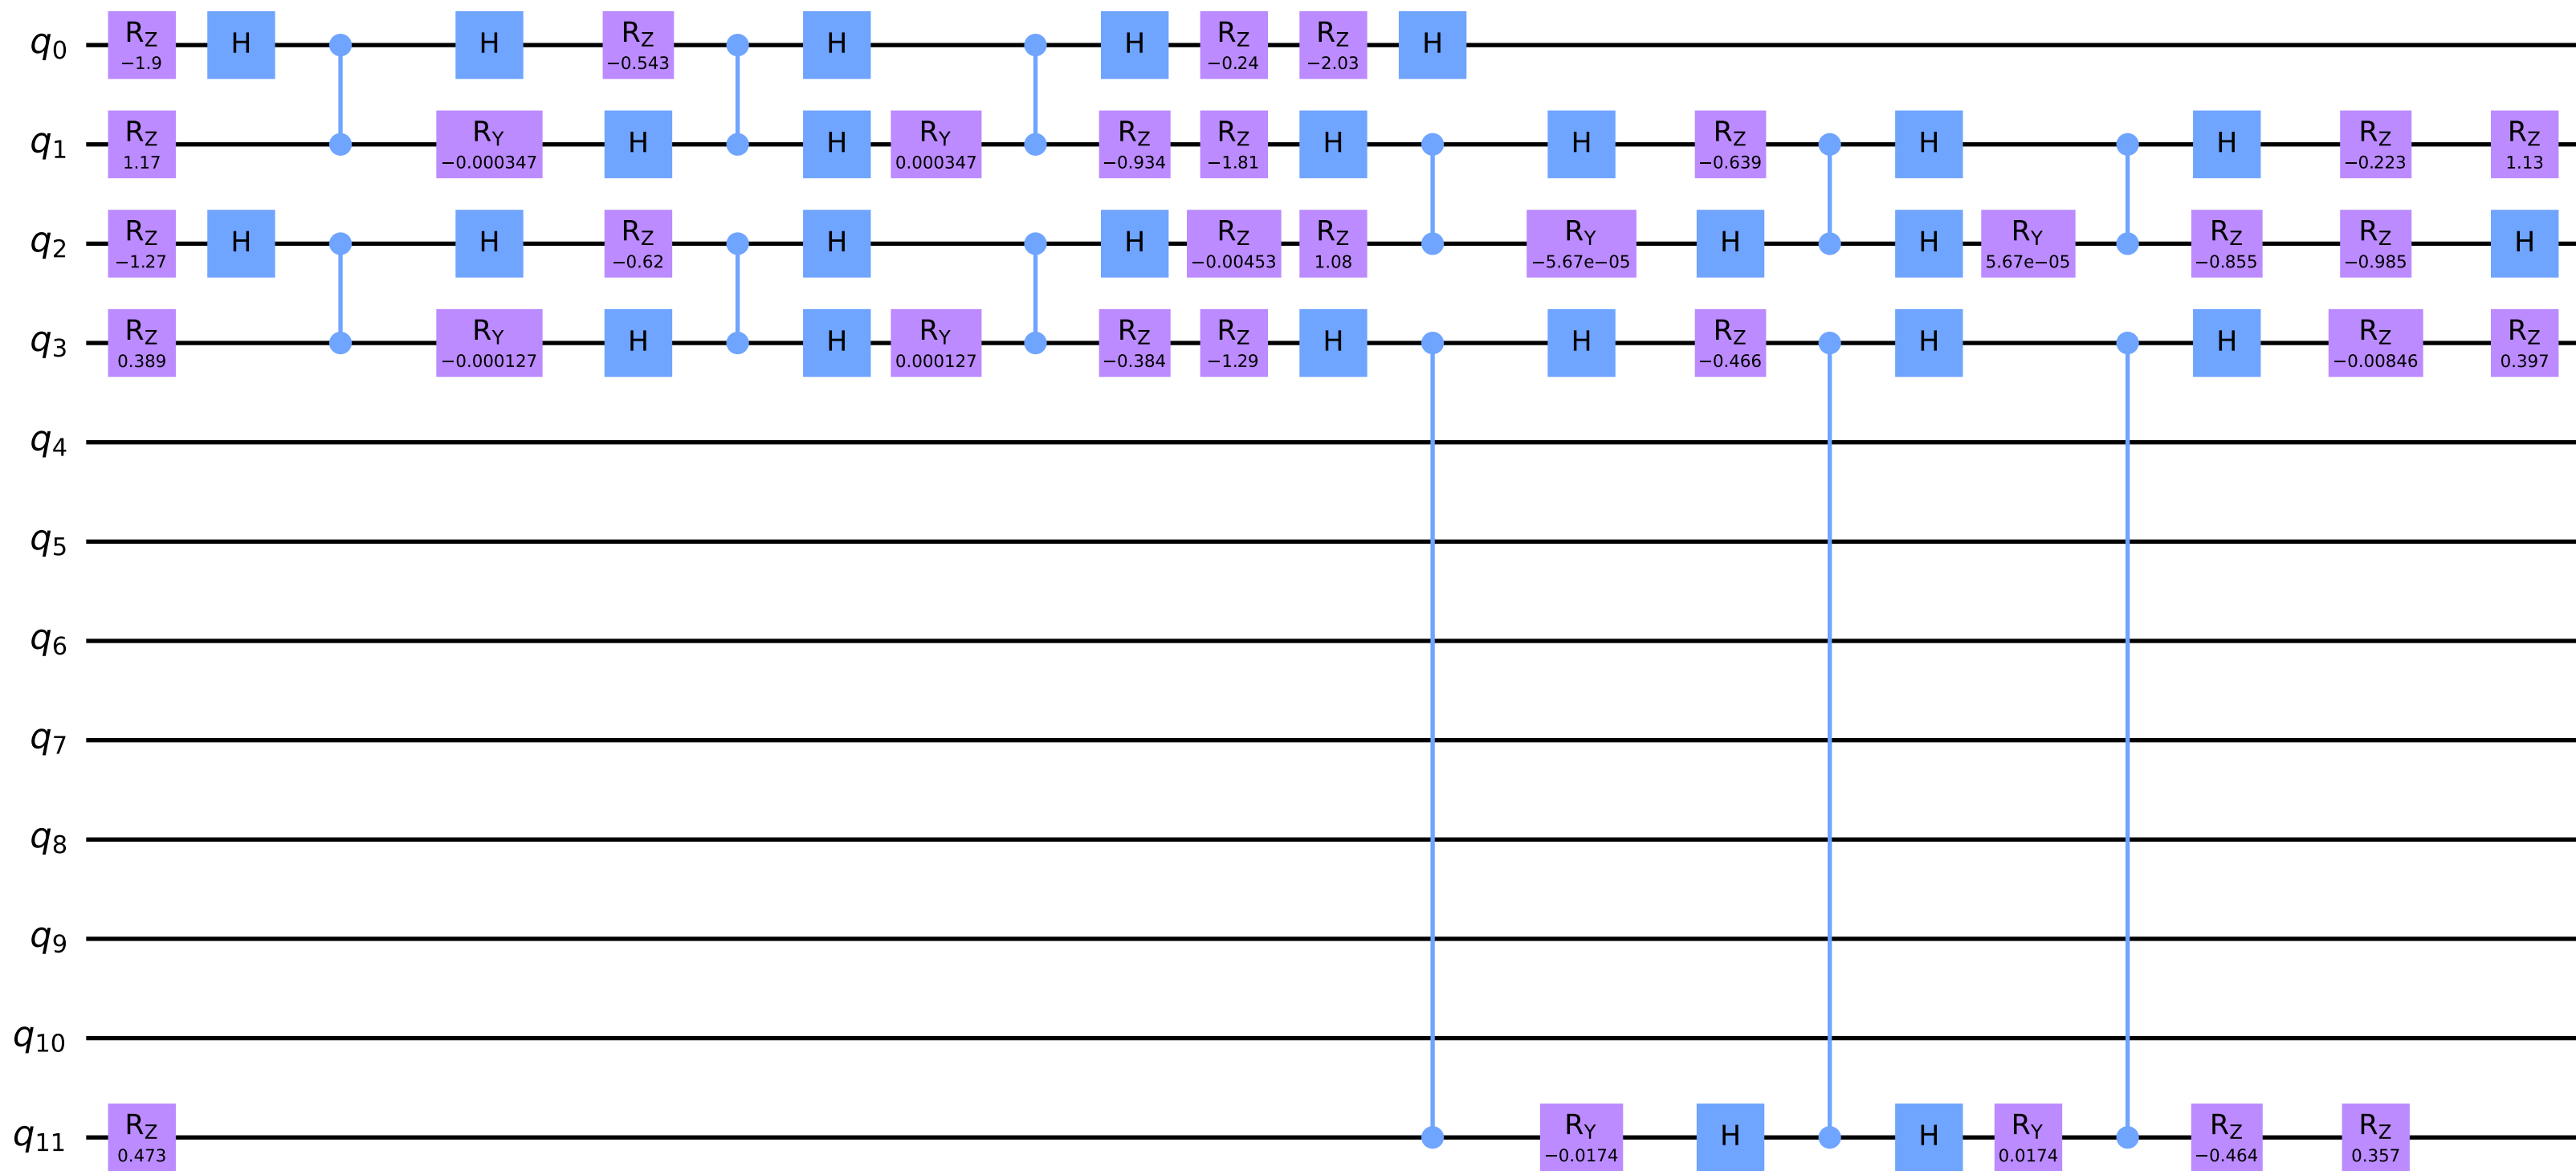 q0 RZ −1.9 H H RZ −0.543 H H RZ −0.24 RZ −2.03 H
q1 RZ 1.17 RY −0.000347 H H RY 0.000347 RZ −0.934 RZ −1.81 H H RZ −0.639 H H RZ −0.223 RZ 1.13
q2 RZ −1.27 H H RZ −0.62 H H RZ −0.00453 RZ 1.08 RY −5.67e−05 H H RY 5.67e−05 RZ −0.855 RZ −0.985 H
q3 RZ 0.389 RY −0.000127 H H RY 0.000127 RZ −0.384 RZ −1.29 H H RZ −0.466 H H RZ −0.00846 RZ 0.397
q4
q5
q6
q7
q8
q9
q10
q11 RZ 0.473 RY −0.0174 H H RY 0.0174 RZ −0.464 RZ 0.357